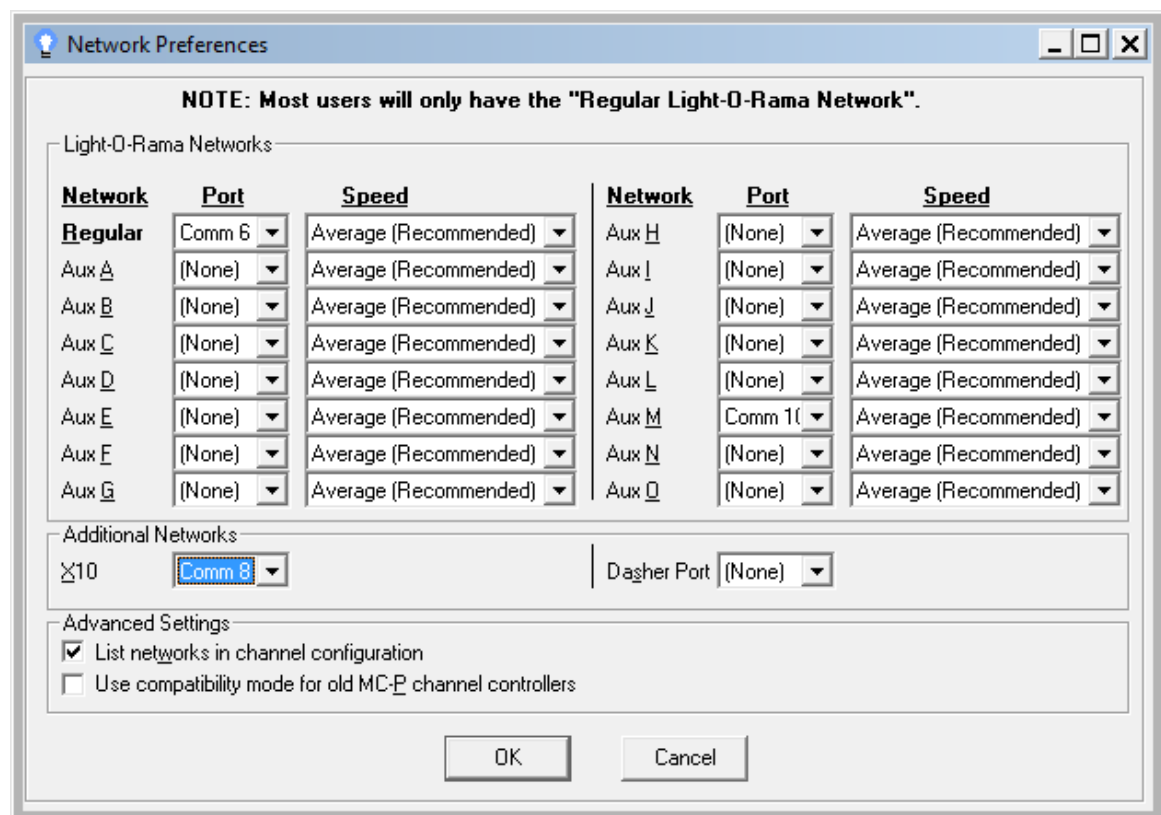 Network Preferences
NOTE: Most users will only have the "Regular Light-O-Rama Network".
Light-O-Rama Networks
Network Port Speed Network Port Speed
Regular Comm 6 Average (Recommended) Aux H (None) Average (Recommended)
Aux A (None) Average (Recommended) Aux I (None) Average (Recommended)
Aux B (None) Average (Recommended) Aux J (None) Average (Recommended)
Aux C (None) Average (Recommended) Aux K (None) Average (Recommended)
Aux D (None) Average (Recommended) Aux L (None) Average (Recommended)
Aux E (None) Average (Recommended) Aux M Comm 10 Average (Recommended)
Aux F (None) Average (Recommended) Aux N (None) Average (Recommended)
Aux G (None) Average (Recommended) Aux O (None) Average (Recommended)
Additional Networks
X10 Comm 8 Dasher Port (None)
Advanced Settings
List networks in channel configuration
Use compatibility mode for old MC-P channel controllers
OK Cancel